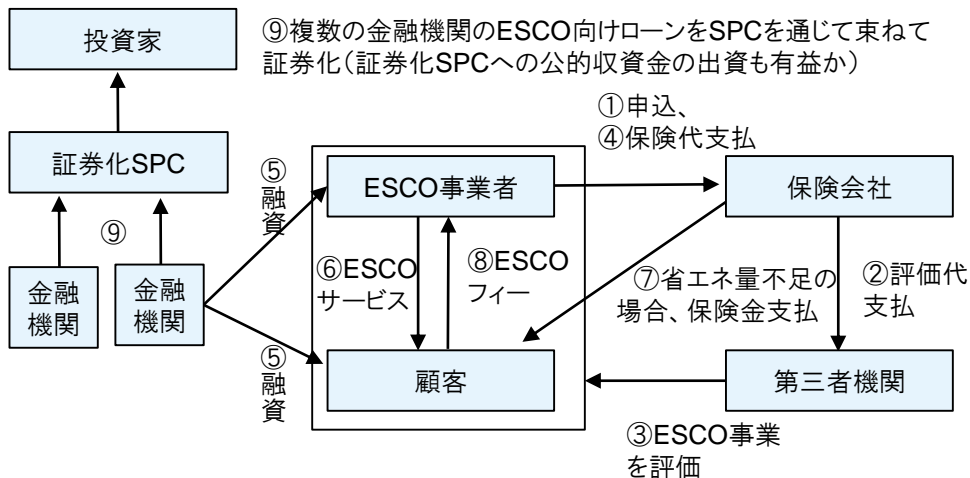 投資家
⑨複数の金融機関のESCO向けローンをSPCを通じて束ねて
証券化（証券化SPCへの公的収資金の出資も有益か）
①申込、
④保険代支払
証券化SPC
⑤
融
資
ESCO事業者
保険会社
⑨
⑥ESCO
サービス
⑧ESCO
フィー
⑦省エネ量不足の
場合、保険金支払
②評価代
支払
金融
機関
金融
機関
⑤
融
資
顧客
第三者機関
③ESCO事業
を評価